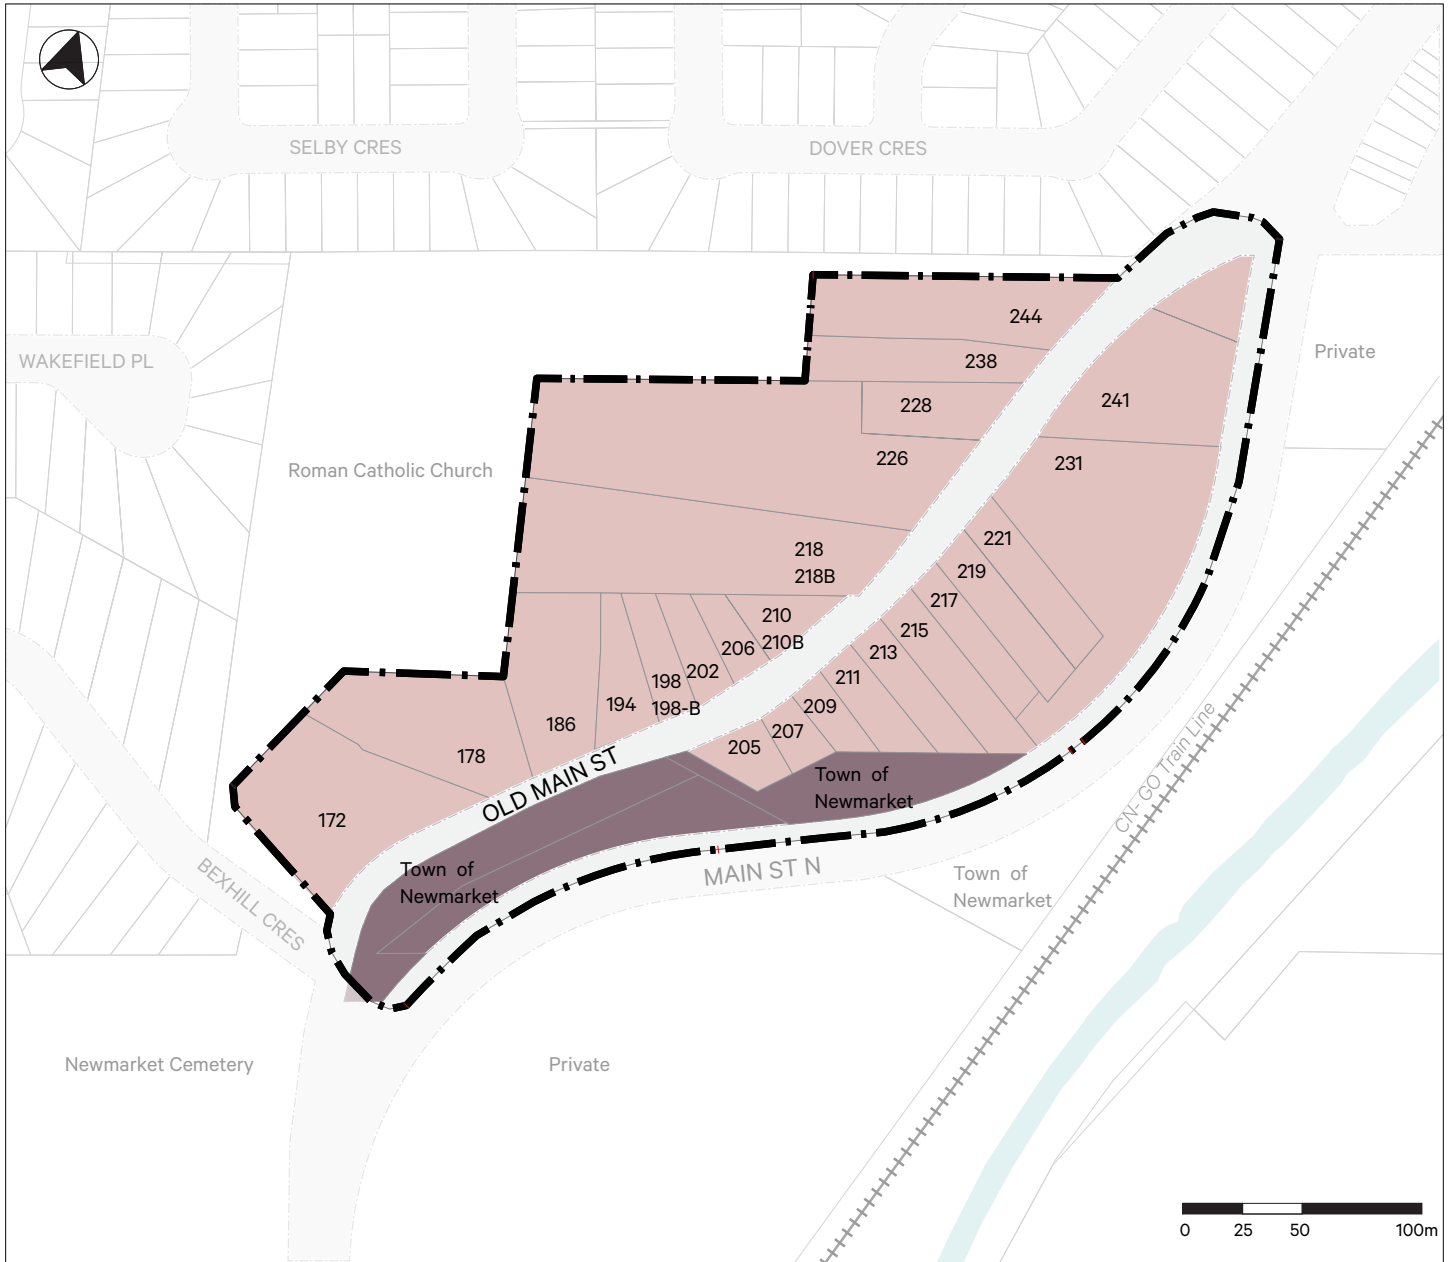 SELBY CRES
DOVER CRES
244
WAKEFIELD PL
Private
238
241
228
226
231
Roman Catholic Church
221
218
218B
219
217
210
210B
215
206
213
202
211
198
198-B
194
209
186
207
205
178
Town of
Newmarket
OLD MAIN ST
172
CN- GO Train Line
Town of
Newmarket
MAIN ST N
Town of
Newmarket
BEXHILL CRES
Newmarket Cemetery
Private
0 25 50 100m